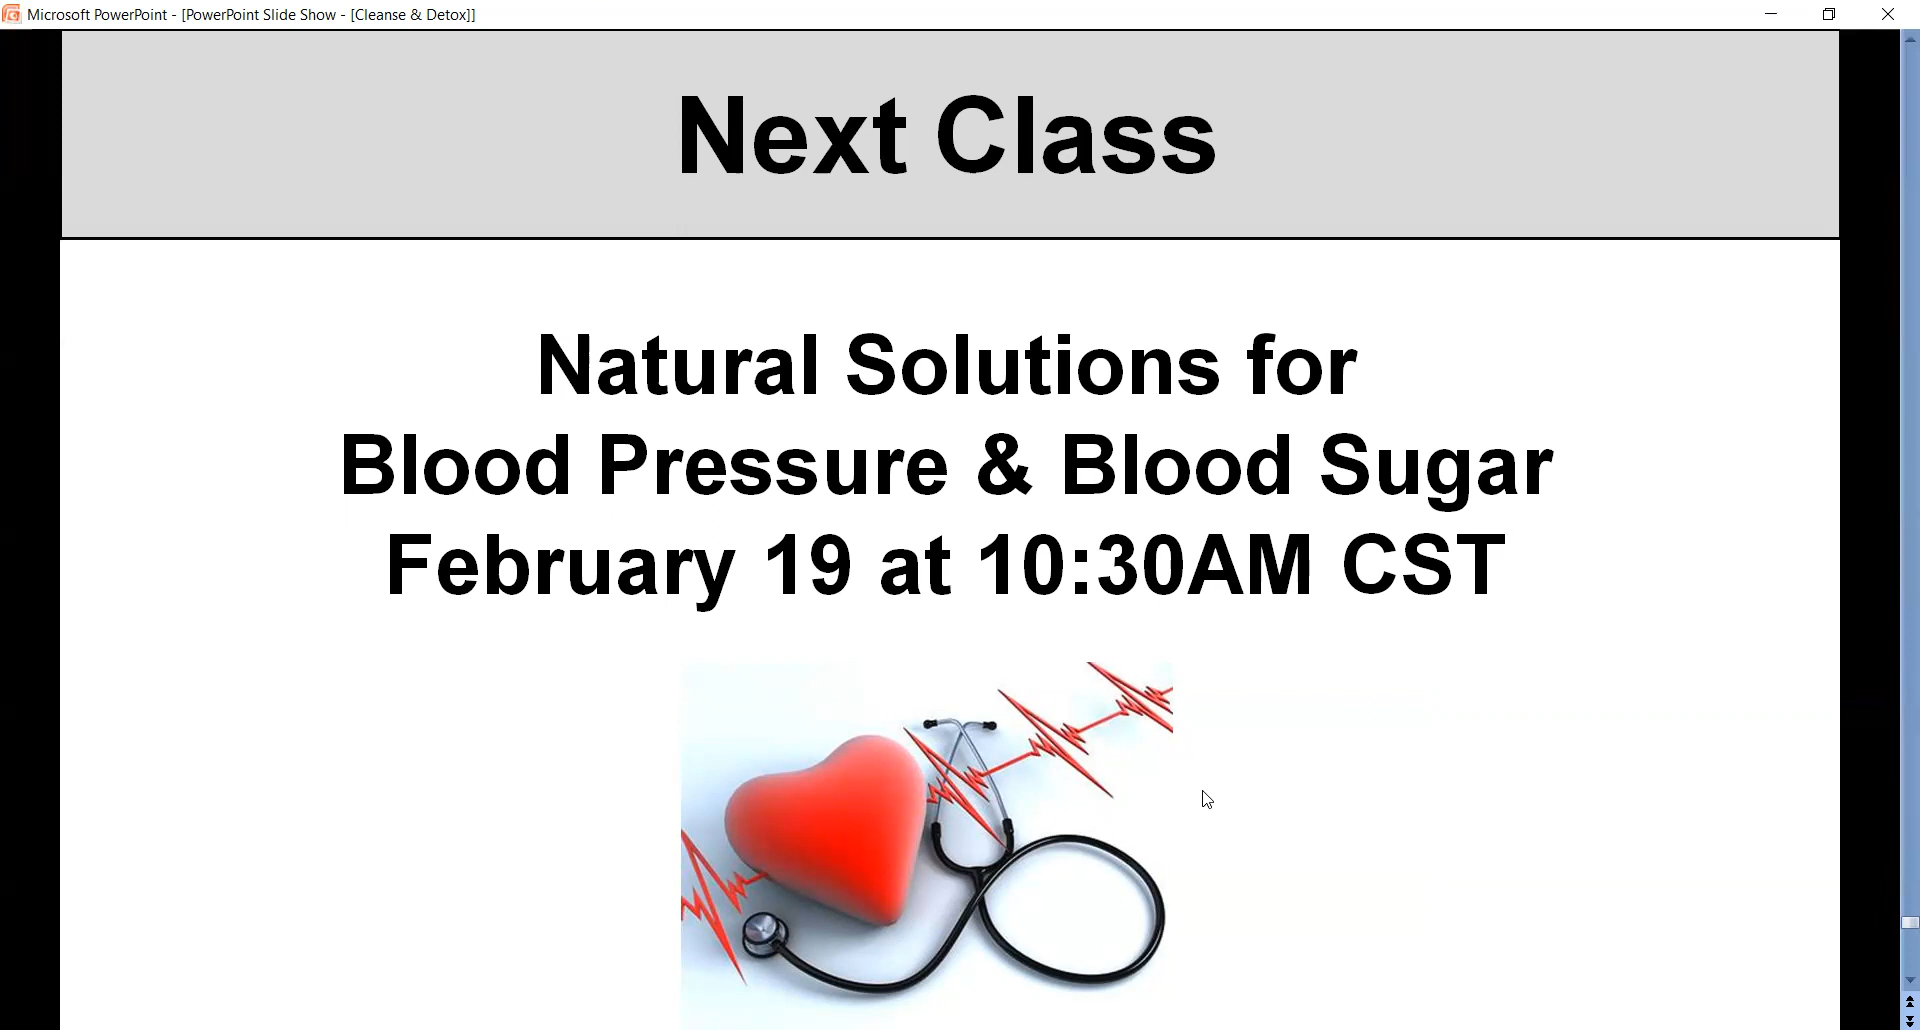 Microsoft PowerPoint - [PowerPoint Slide Show - [Cleanse & Detox]]
Next Class
Natural Solutions for
Blood Pressure & Blood Sugar
February 19 at 10:30AM CST